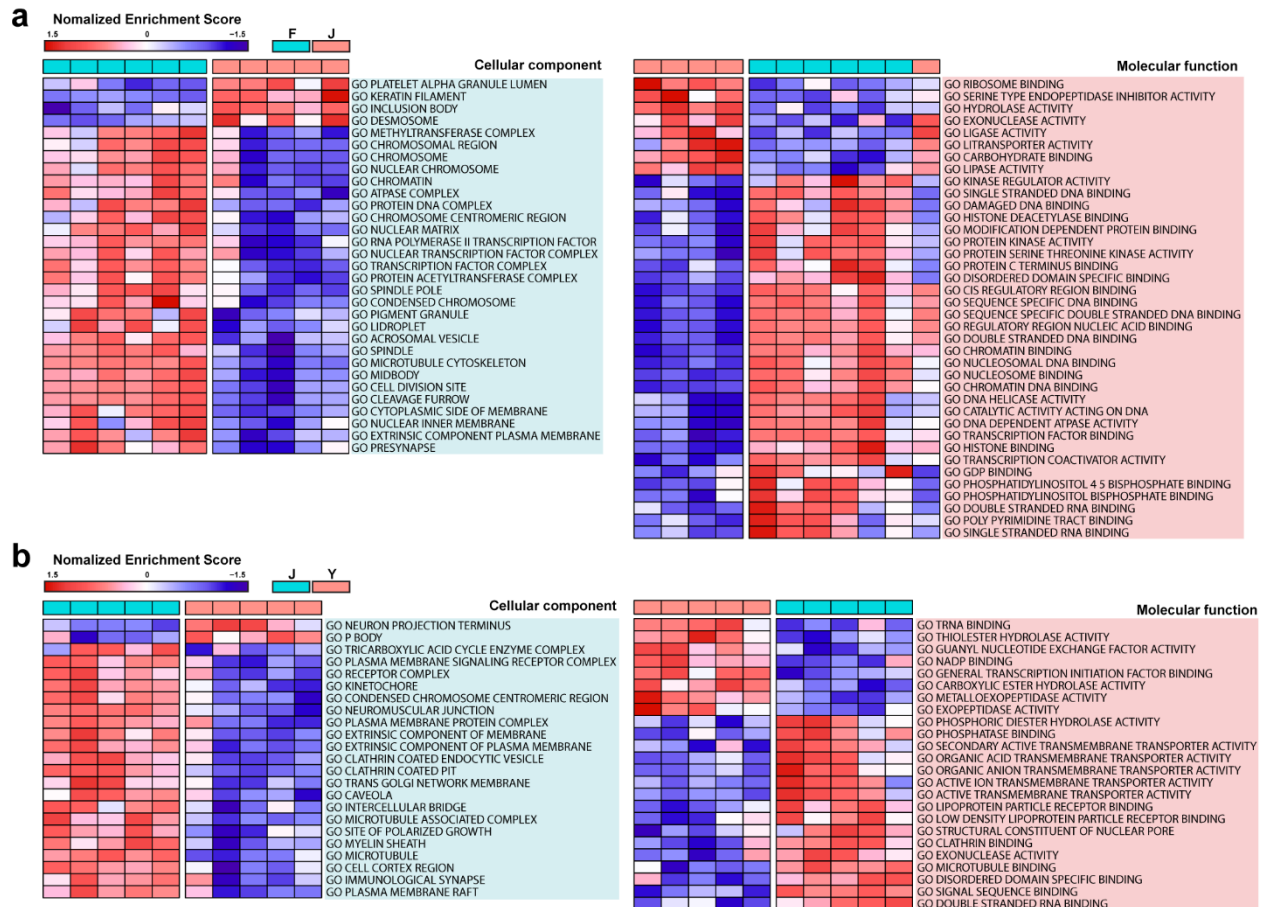 a
Nomalized Enrichment Score
1.5 0 −1.5
F J
Cellular component
GO PLATELET ALPHA GRANULE LUMEN
GO KERATIN FILAMENT
GO INCLUSION BODY
GO DESMOSOME
GO METHYLTRANSFERASE COMPLEX
GO CHROMOSOMAL REGION
GO CHROMOSOME
GO NUCLEAR CHROMOSOME
GO CHROMATIN
GO ATPASE COMPLEX
GO PROTEIN DNA COMPLEX
GO CHROMOSOME CENTROMERIC REGION
GO NUCLEAR MATRIX
GO RNA POLYMERASE II TRANSCRIPTION FACTOR
GO NUCLEAR TRANSCRIPTION FACTOR COMPLEX
GO TRANSCRIPTION FACTOR COMPLEX
GO PROTEIN ACETYLTRANSFERASE COMPLEX
GO SPINDLE POLE
GO CONDENSED CHROMOSOME
GO PIGMENT GRANULE
GO LIDROPLET
GO ACROSOMAL VESICLE
GO SPINDLE
GO MICROTUBULE CYTOSKELETON
GO MIDBODY
GO CELL DIVISION SITE
GO CLEAVAGE FURROW
GO CYTOPLASMIC SIDE OF MEMBRANE
GO NUCLEAR INNER MEMBRANE
GO EXTRINSIC COMPONENT PLASMA MEMBRANE
GO PRESYNAPSE
Molecular function
GO RIBOSOME BINDING
GO SERINE TYPE ENDOPEPTIDASE INHIBITOR ACTIVITY
GO HYDROLASE ACTIVITY
GO EXONUCLEASE ACTIVITY
GO LIGASE ACTIVITY
GO LITRANSPORTER ACTIVITY
GO CARBOHYDRATE BINDING
GO LIPASE ACTIVITY
GO KINASE REGULATOR ACTIVITY
GO SINGLE STRANDED DNA BINDING
GO DAMAGED DNA BINDING
GO HISTONE DEACETYLASE BINDING
GO MODIFICATION DEPENDENT PROTEIN BINDING
GO PROTEIN KINASE ACTIVITY
GO PROTEIN SERINE THREONINE KINASE ACTIVITY
GO PROTEIN C TERMINUS BINDING
GO DISORDERED DOMAIN SPECIFIC BINDING
GO CIS REGULATORY REGION BINDING
GO SEQUENCE SPECIFIC DNA BINDING
GO SEQUENCE SPECIFIC DOUBLE STRANDED DNA BINDING
GO REGULATORY REGION NUCLEIC ACID BINDING
GO DOUBLE STRANDED DNA BINDING
GO CHROMATIN BINDING
GO NUCLEOSOMAL DNA BINDING
GO NUCLEOSOME BINDING
GO CHROMATIN DNA BINDING
GO DNA HELICASE ACTIVITY
GO CATALYTIC ACTIVITY ACTING ON DNA
GO DNA DEPENDENT ATPASE ACTIVITY
GO TRANSCRIPTION FACTOR BINDING
GO HISTONE BINDING
GO TRANSCRIPTION COACTIVATOR ACTIVITY
GO GDP BINDING
GO PHOSPHATIDYLINOSITOL 4 5 BISPHOSPHATE BINDING
GO PHOSPHATIDYLINOSITOL BISPHOSPHATE BINDING
GO DOUBLE STRANDED RNA BINDING
GO POLY PYRIMIDINE TRACT BINDING
GO SINGLE STRANDED RNA BINDING
b
Nomalized Enrichment Score
1.5 0 −1.5
J Y
Cellular component
GO NEURON PROJECTION TERMINUS
GO P BODY
GO TRICARBOXYLIC ACID CYCLE ENZYME COMPLEX
GO PLASMA MEMBRANE SIGNALING RECEPTOR COMPLEX
GO RECEPTOR COMPLEX
GO KINETOCHORE
GO CONDENSED CHROMOSOME CENTROMERIC REGION
GO NEUROMUSCULAR JUNCTION
GO PLASMA MEMBRANE PROTEIN COMPLEX
GO EXTRINSIC COMPONENT OF MEMBRANE
GO EXTRINSIC COMPONENT OF PLASMA MEMBRANE
GO CLATHRIN COATED ENDOCYTIC VESICLE
GO CLATHRIN COATED PIT
GO TRANS GOLGI NETWORK MEMBRANE
GO CAVEOLA
GO INTERCELLULAR BRIDGE
GO MICROTUBULE ASSOCIATED COMPLEX
GO SITE OF POLARIZED GROWTH
GO MYELIN SHEATH
GO MICROTUBULE
GO CELL CORTEX REGION
GO IMMUNOLOGICAL SYNAPSE
GO PLASMA MEMBRANE RAFT
Molecular function
GO TRNA BINDING
GO THIOLESTER HYDROLASE ACTIVITY
GO GUANYL NUCLEOTIDE EXCHANGE FACTOR ACTIVITY
GO NADP BINDING
GO GENERAL TRANSCRIPTION INITIATION FACTOR BINDING
GO CARBOXYLIC ESTER HYDROLASE ACTIVITY
GO METALLOEXOPEPTIDASE ACTIVITY
GO EXOPEPTIDASE ACTIVITY
GO PHOSPHORIC DIESTER HYDROLASE ACTIVITY
GO PHOSPHATASE BINDING
GO SECONDARY ACTIVE TRANSMEMBRANE TRANSPORTER ACTIVITY
GO ORGANIC ACID TRANSMEMBRANE TRANSPORTER ACTIVITY
GO ORGANIC ANION TRANSMEMBRANE TRANSPORTER ACTIVITY
GO ACTIVE ION TRANSMEMBRANE TRANSPORTER ACTIVITY
GO ACTIVE TRANSMEMBRANE TRANSPORTER ACTIVITY
GO LIPOPROTEIN PARTICLE RECEPTOR BINDING
GO LOW DENSITY LIPOPROTEIN PARTICLE RECEPTOR BINDING
GO STRUCTURAL CONSTITUENT OF NUCLEAR PORE
GO CLATHRIN BINDING
GO EXONUCLEASE ACTIVITY
GO MICROTUBULE BINDING
GO DISORDERED DOMAIN SPECIFIC BINDING
GO SIGNAL SEQUENCE BINDING
GO DOUBLE STRANDED RNA BINDING